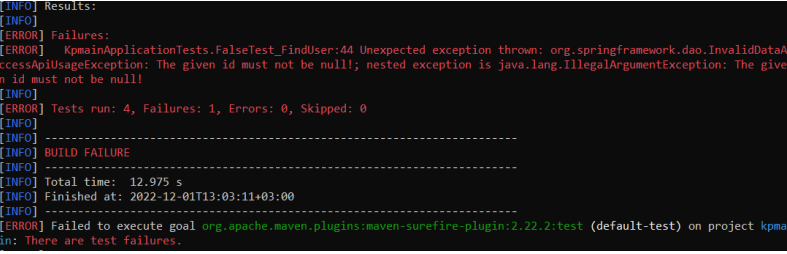 [INFO] Results:
[INFO]
[ERROR] Failures:
[ERROR]   KpmainApplicationTests.FalseTest_FindUser:44 Unexpected exception thrown: org.springframework.dao.InvalidDataA
ccessApiUsageException: The given id must not be null!; nested exception is java.lang.IllegalArgumentException: The give
n id must not be null!
[INFO]
[ERROR] Tests run: 4, Failures: 1, Errors: 0, Skipped: 0
[INFO]
[INFO] ------------------------------------------------------------------------
[INFO] BUILD FAILURE
[INFO] ------------------------------------------------------------------------
[INFO] Total time:  12.975 s
[INFO] Finished at: 2022-12-01T13:03:11+03:00
[INFO] ------------------------------------------------------------------------
[ERROR] Failed to execute goal org.apache.maven.plugins:maven-surefire-plugin:2.22.2:test (default-test) on project kpma
in: There are test failures.